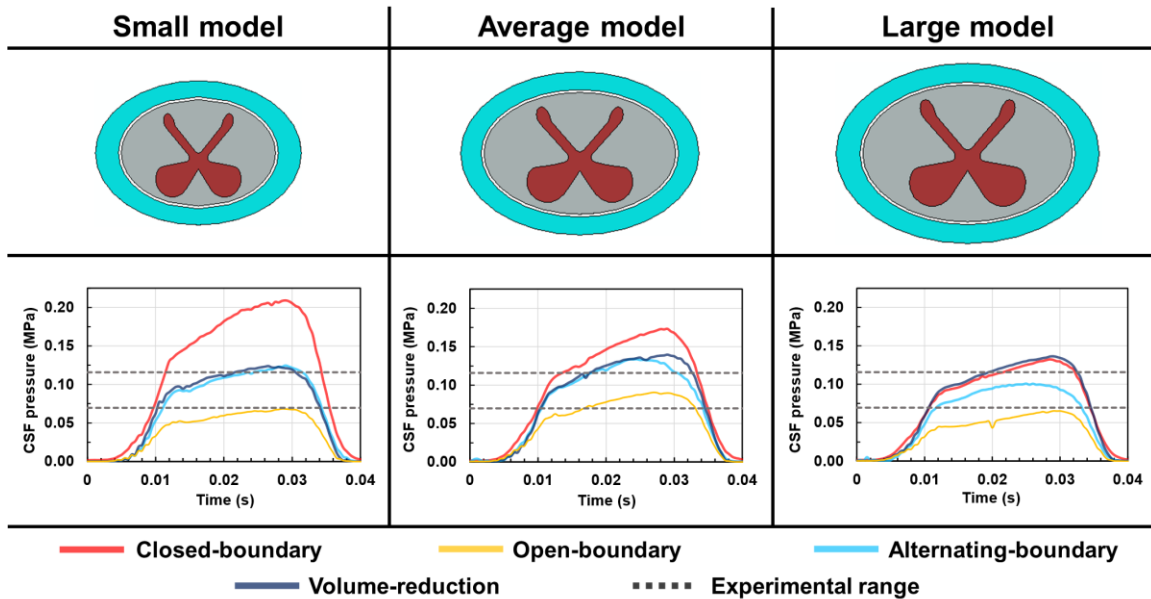 Small model
Average model
Large model
CSF pressure (MPa)
0.20
0.15
0.10
0.05
0.00
0
0.01
0.02
0.03
0.04
Time (s)
CSF pressure (MPa)
0.20
0.15
0.10
0.05
0.00
0
0.01
0.02
0.03
0.04
Time (s)
CSF pressure (MPa)
0.20
0.15
0.10
0.05
0.00
0
0.01
0.02
0.03
0.04
Time (s)
Closed-boundary
Open-boundary
Alternating-boundary
Volume-reduction
Experimental range